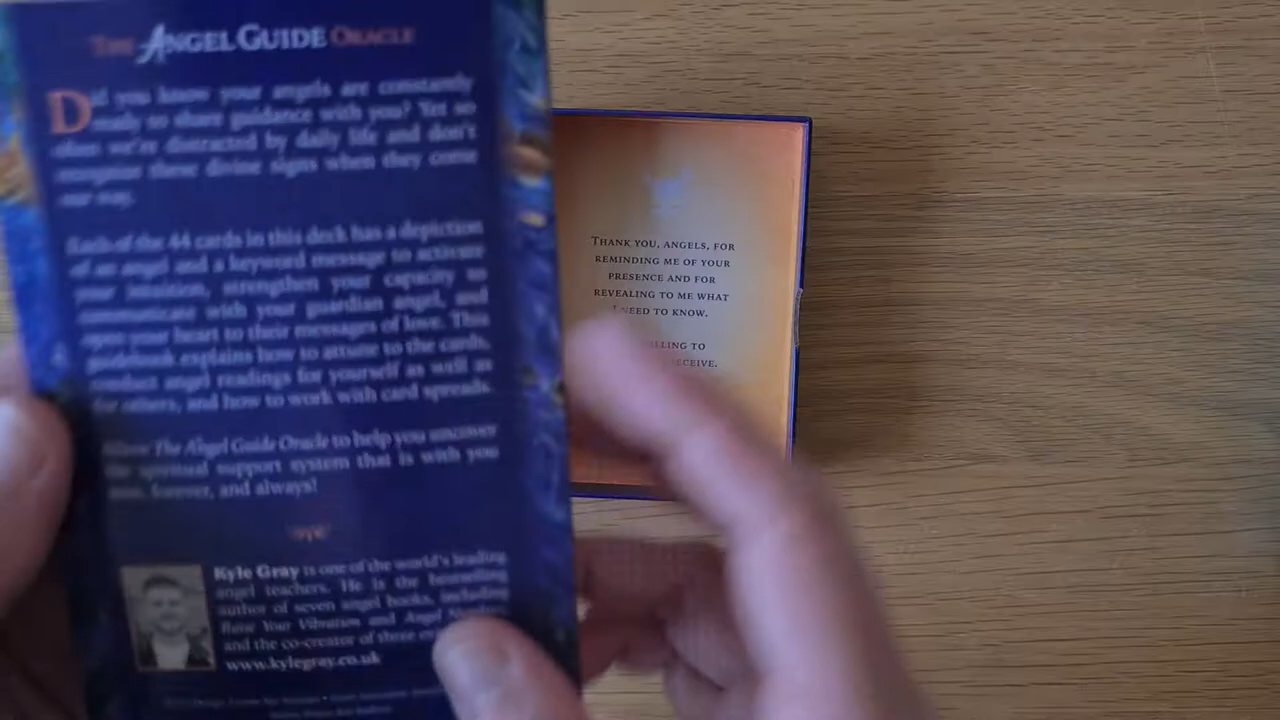 THE ANGEL GUIDE ORACLE
Did you know your angels are constantly
ready to share guidance with you? Yet so
often we're distracted by daily life and don't
recognize these divine signs when they come
our way.
Each of the 44 cards in this deck has a depiction
of an angel and a keyword message to activate
your intuition, strengthen your capacity to
communicate with your guardian angel, and
open your heart to their messages of love. This
guidebook explains how to attune to the cards,
conduct angel readings for yourself as well as
for others, and how to work with card spreads.
Allow The Angel Guide Oracle to help you uncover
the spiritual support system that is with you
now, forever, and always!
Kyle Gray is one of the world's leading
angel teachers. He is the bestselling
author of seven angel books, including
Raise Your Vibration and Angel
and the co-creator of three
www.kylegray.co.uk
THANK YOU, ANGELS, FOR
REMINDING ME OF YOUR
PRESENCE AND FOR
REVEALING TO ME WHAT
I NEED TO KNOW.
TO